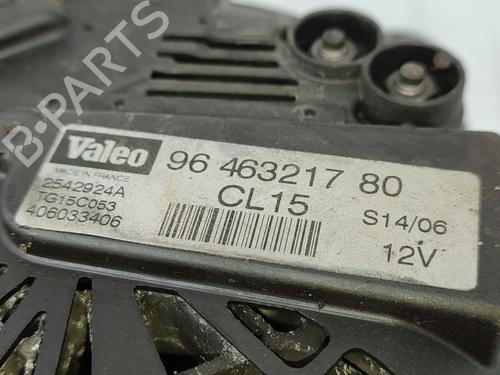 B-PARTS
Valeo
96 463217 80
MADE IN FRANCE
2542924A
TG15C053
406033406
CL15
S14/06
12V